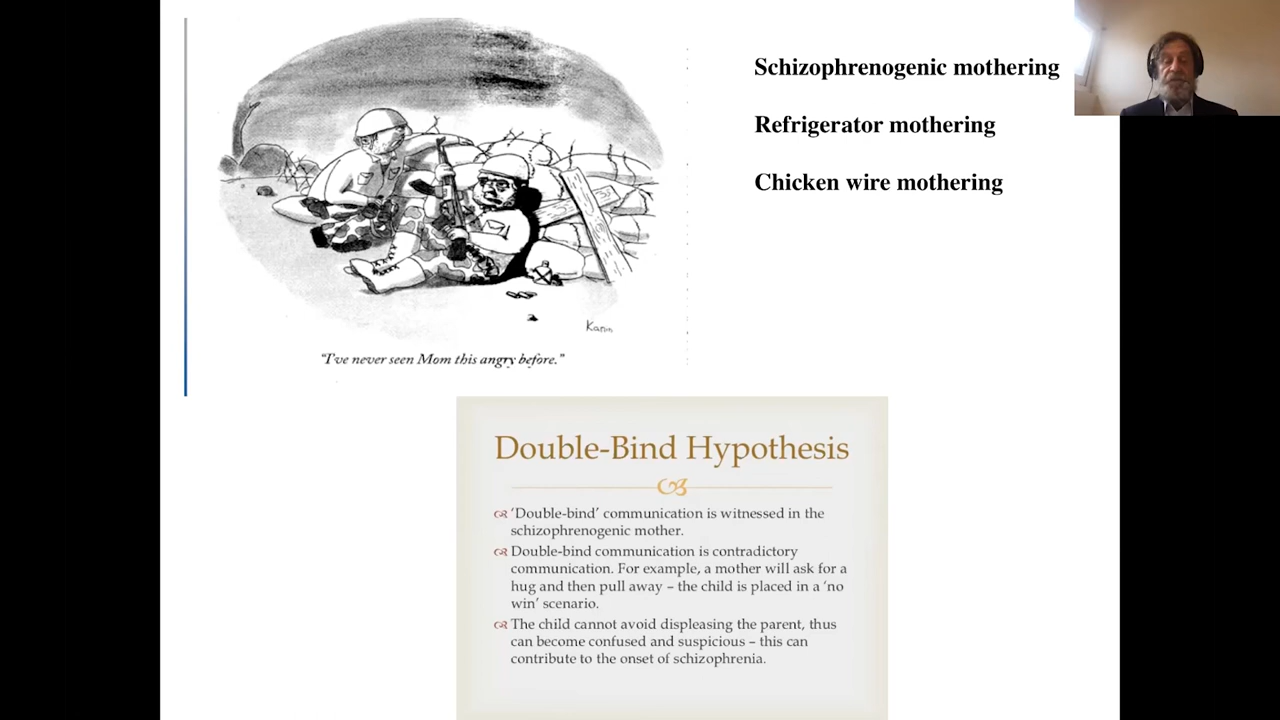 Schizophrenogenic mothering
Refrigerator mothering
Chicken wire mothering
Kanin
"I've never seen Mom this angry before."
Double-Bind Hypothesis
'Double-bind' communication is witnessed in the
schizophrenogenic mother.
Double-bind communication is contradictory
communication. For example, a mother will ask for a
hug and then pull away – the child is placed in a 'no
win' scenario.
The child cannot avoid displeasing the parent, thus
can become confused and suspicious – this can
contribute to the onset of schizophrenia.